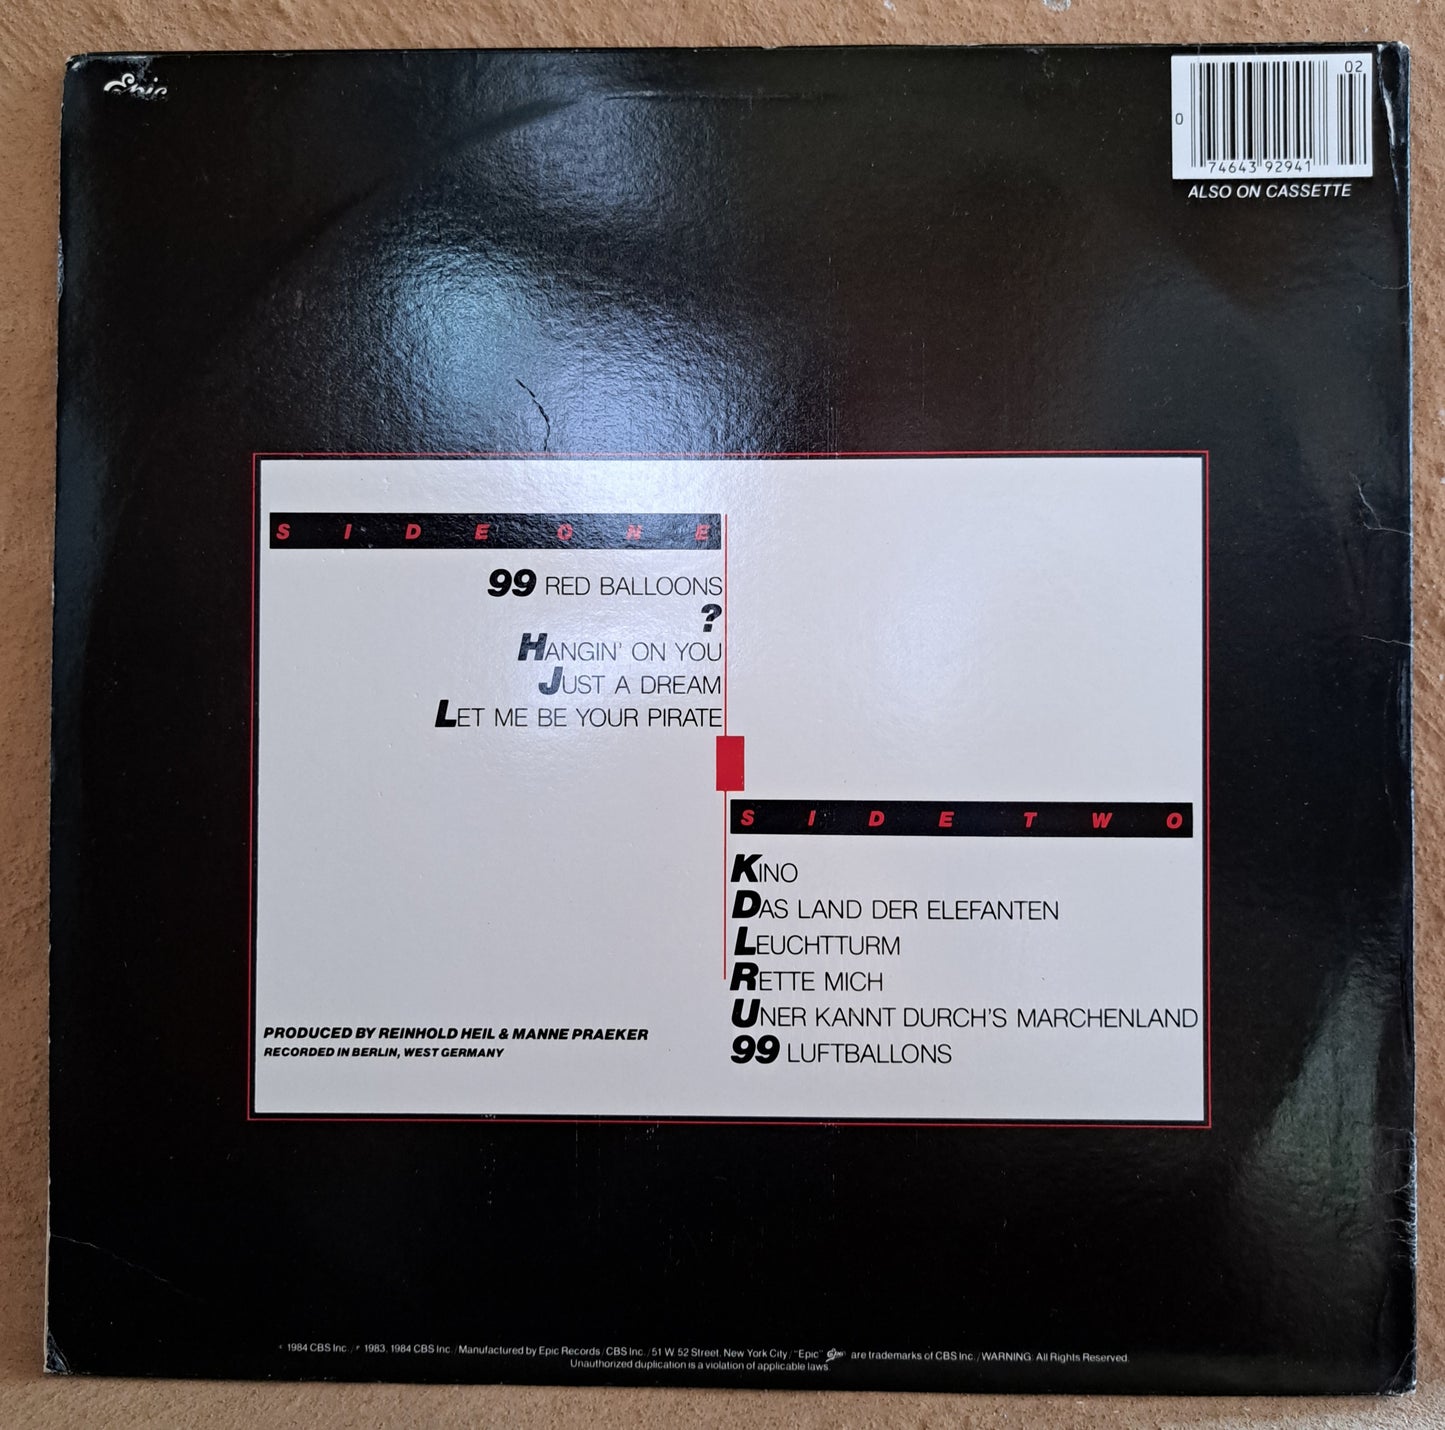 Epic
02
0
74643 92941
ALSO ON CASSETTE
SIDE ONE
99 RED BALLOONS
?
HANGIN' ON YOU
JUST A DREAM
LET ME BE YOUR PIRATE
SIDE TWO
KINO
DAS LAND DER ELEFANTEN
LEUCHTTURM
RETTE MICH
UNER KANNT DURCH'S MARCHENLAND
99 LUFTBALLONS
PRODUCED BY REINHOLD HEIL & MANNE PRAEKER
RECORDED IN BERLIN, WEST GERMANY
1984 CBS Inc. / 1983, 1984 CBS Inc. / Manufactured by Epic Records / CBS Inc. / 51 W. 52 Street, New York City / "Epic" Epic are trademarks of CBS Inc. / WARNING: All Rights Reserved.
Unauthorized duplication is a violation of applicable laws.